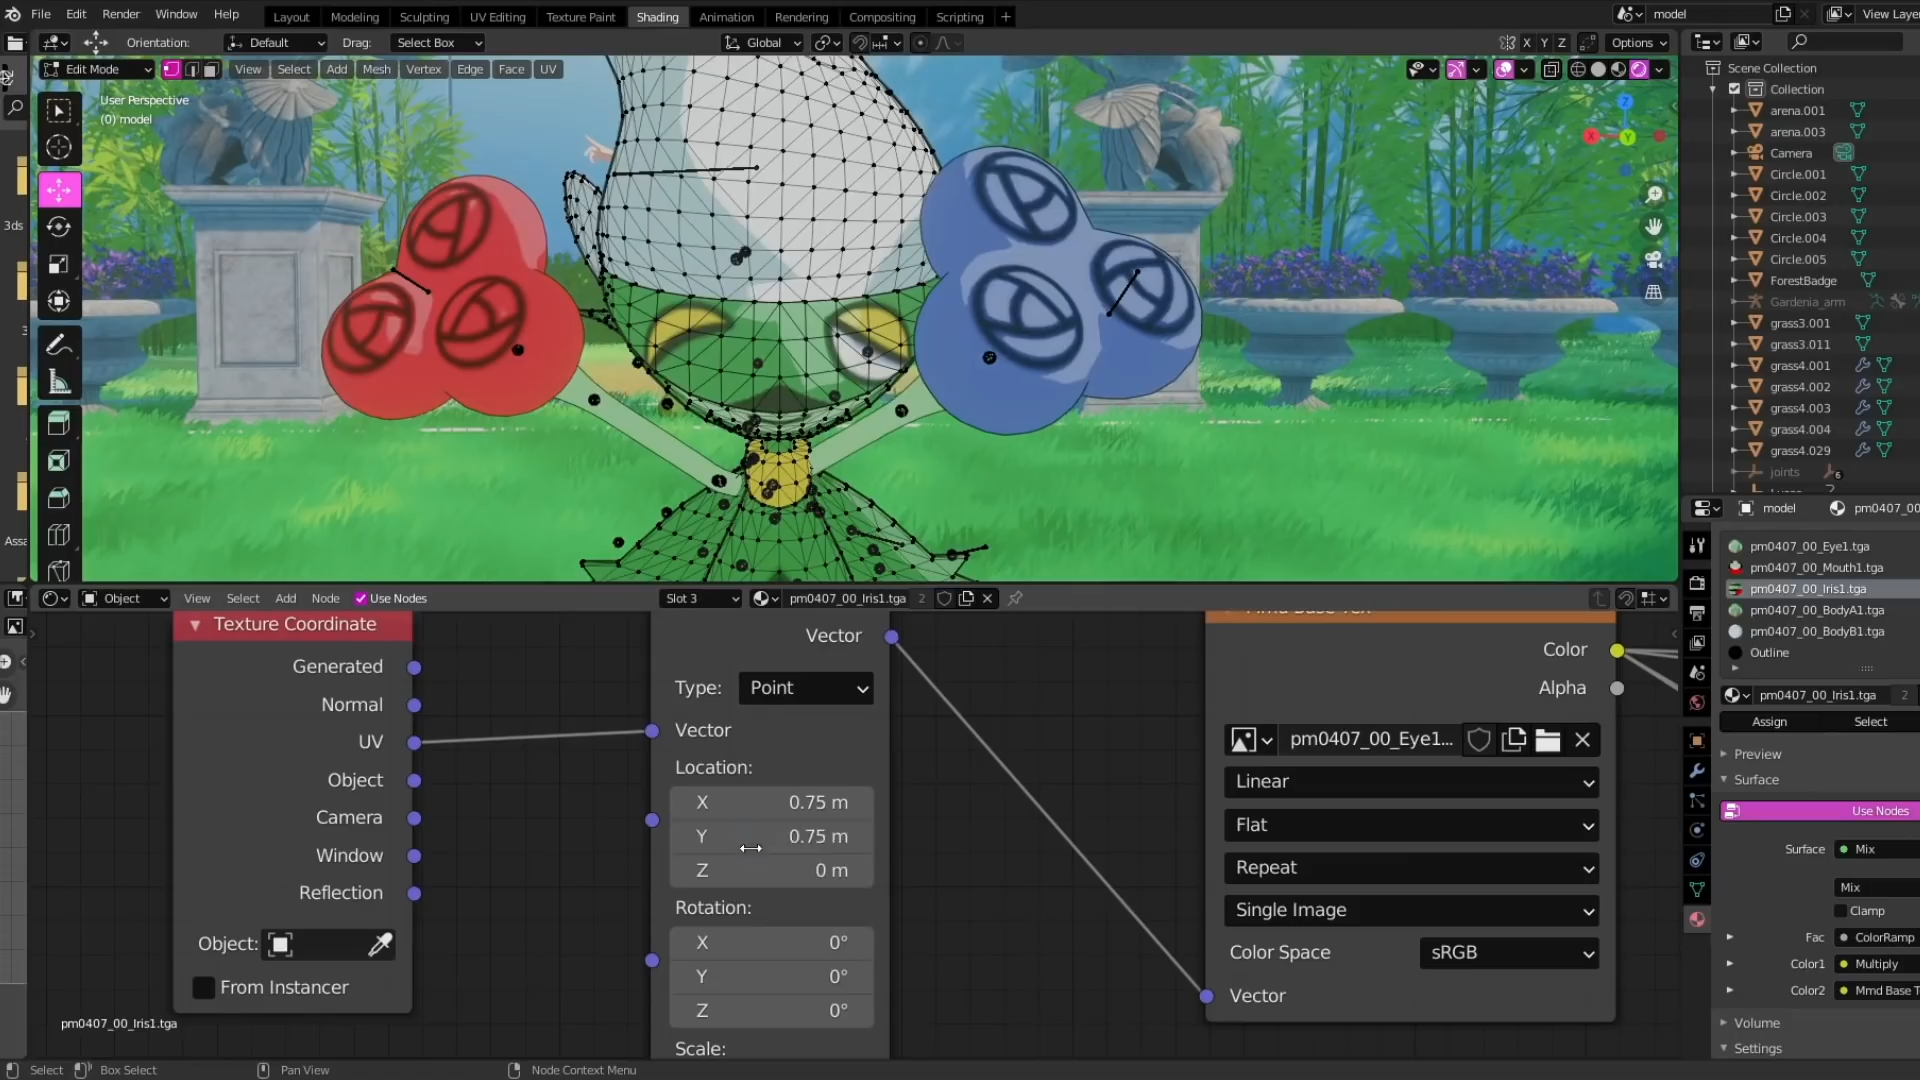 File Edit Render Window Help Layout Modeling Sculpting UV Editing Texture Paint Shading Animation Rendering Compositing Scripting + model View Layer
Orientation: Default Drag: Select Box Global X Y Z Options
Edit Mode View Select Add Mesh Vertex Edge Face UV
User Perspective
(0) model
Z
X Y
3ds
Scene Collection
Collection
arena.001
arena.003
Camera
Circle.001
Circle.002
Circle.003
Circle.004
Circle.005
ForestBadge
Gardenia_arm
grass3.001
grass3.011
grass4.001
grass4.002
grass4.003
grass4.004
grass4.029
joints
6
model pm0407_00
pm0407_00_Eye1.tga
pm0407_00_Mouth1.tga
pm0407_00_Iris1.tga
pm0407_00_BodyA1.tga
pm0407_00_BodyB1.tga
Outline
pm0407_00_Iris1.tga 2
Assign Select
Preview
Surface
Use Nodes
Surface Mix
Mix
Clamp
Fac ColorRamp
Color1 Multiply
Color2 Mmd Base T
Volume
Settings
Object View Select Add Node Use Nodes Slot 3 pm0407_00_Iris1.tga 2
Texture Coordinate
Generated
Normal
UV
Object
Camera
Window
Reflection
Object:
From Instancer
Vector
Type: Point
Vector
Location:
X 0.75 m
Y 0.75 m
Z 0 m
Rotation:
X 0°
Y 0°
Z 0°
Scale:
Color
Alpha
pm0407_00_Eye1...
Linear
Flat
Repeat
Single Image
Color Space sRGB
Vector
pm0407_00_Iris1.tga
Select Box Select Pan View Node Context Menu